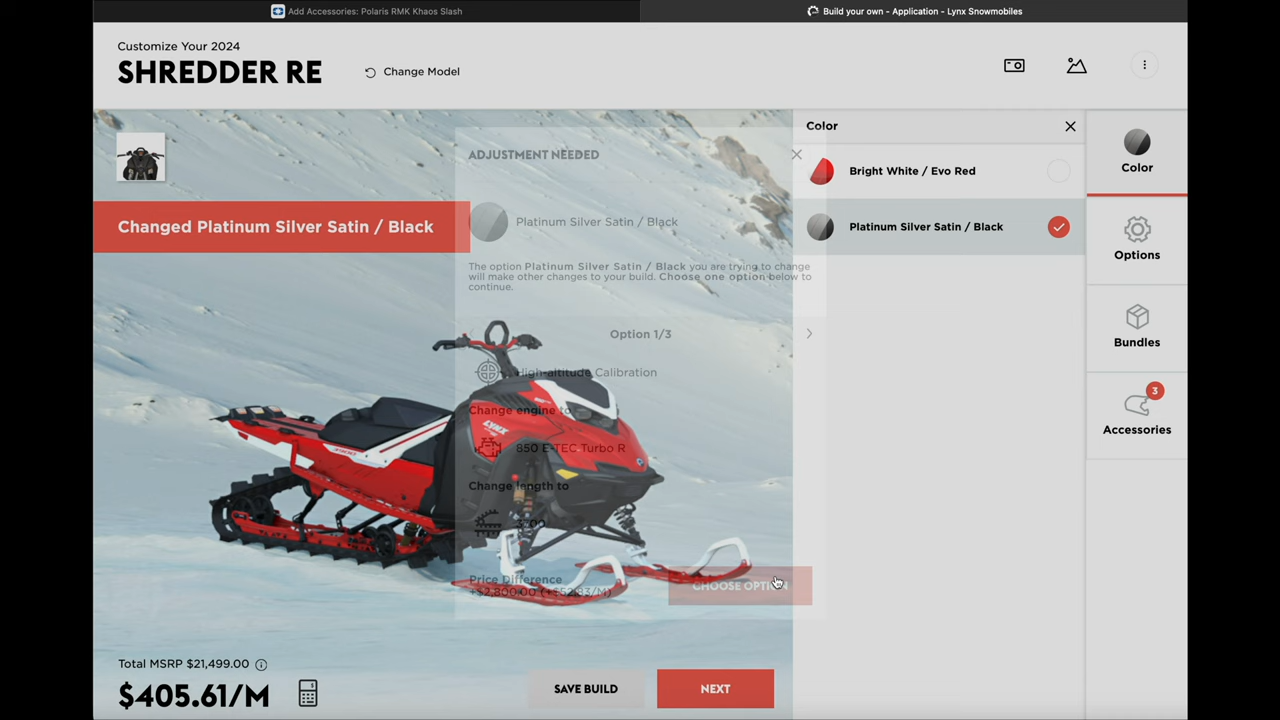 Add Accessories: Polaris RMK Khaos Slash
Build your own - Application - Lynx Snowmobiles
Customize Your 2024
SHREDDER RE
Change Model
Changed Platinum Silver Satin / Black
ADJUSTMENT NEEDED
Platinum Silver Satin / Black
The option Platinum Silver Satin / Black you are trying to change
will make other changes to your build. Choose one option below to
continue.
Option 1/3
High-altitude Calibration
Change engine to
850 E-TEC Turbo R
Change length to
Price Difference
CHOOSE OPTION
LYNX
Total MSRP $21,499.00
$405.61/M
SAVE BUILD
NEXT
Color
Bright White / Evo Red
Platinum Silver Satin / Black
Color
Options
Bundles
3
Accessories